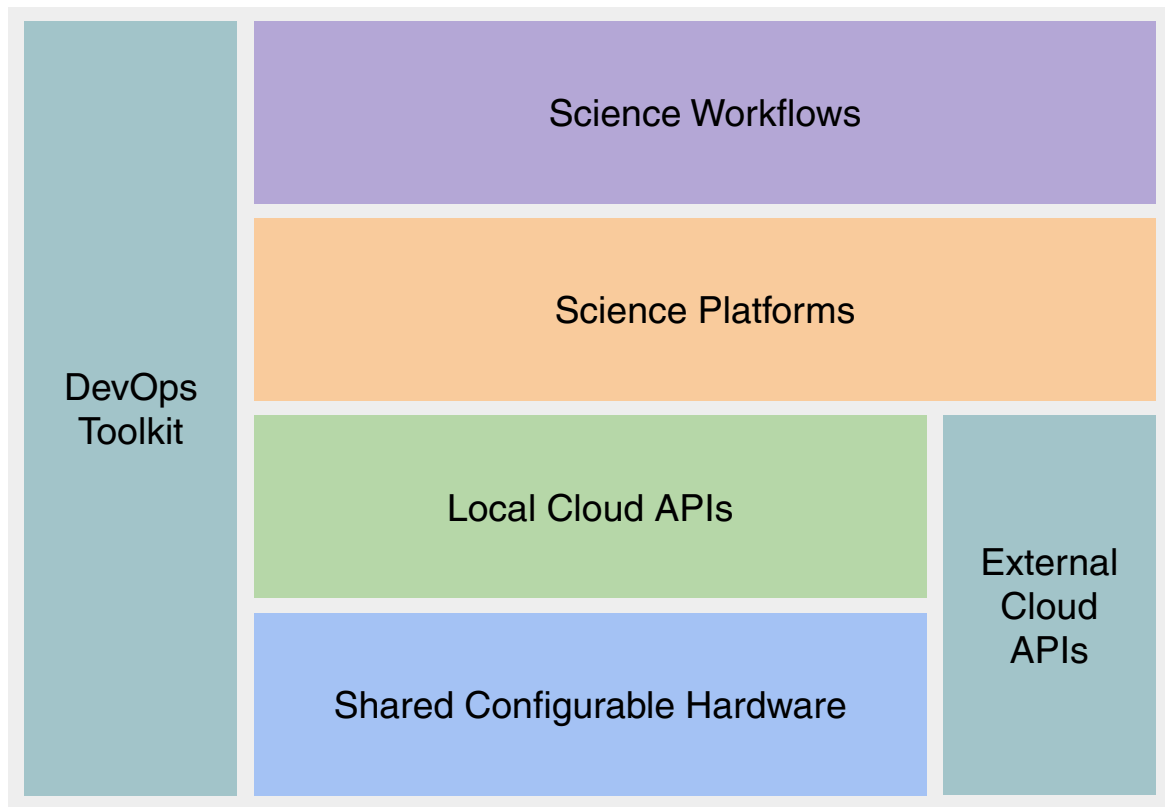 Science Workflows
Science Platforms
DevOps
Toolkit
Local Cloud APIs
External
Cloud
APIs
Shared Configurable Hardware